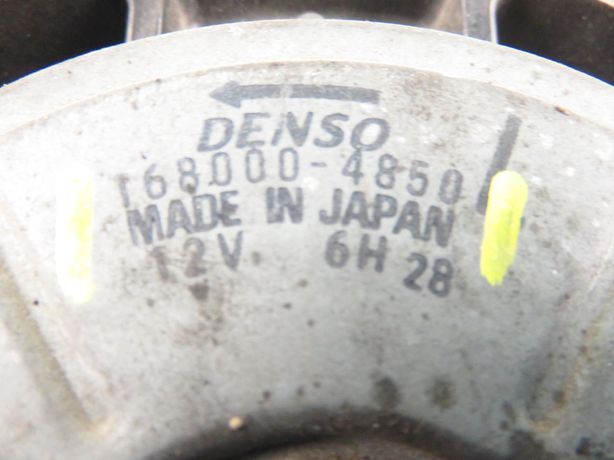 DENSO
168000-4850
MADE IN JAPAN
12V 6H 28